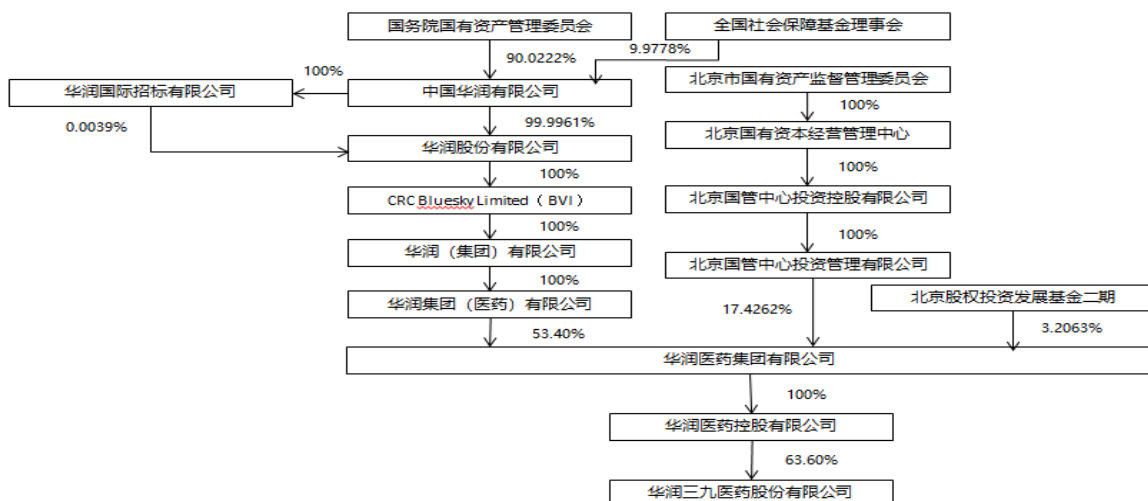 国务院国有资产管理委员会
全国社会保障基金理事会
90.0222%
9.9778%
100%
北京市国有资产监督管理委员会
华润国际招标有限公司
中国华润有限公司
100%
0.0039%
99.9961%
北京国有资本经营管理中心
华润股份有限公司
100%
100%
CRC Bluesky Limited（BVI）
北京国管中心投资控股有限公司
100%
100%
华润（集团）有限公司
北京国管中心投资管理有限公司
100%
华润集团（医药）有限公司
17.4262%
北京股权投资发展基金二期
53.40%
3.2063%
华润医药集团有限公司
100%
华润医药控股有限公司
63.60%
华润三九医药股份有限公司